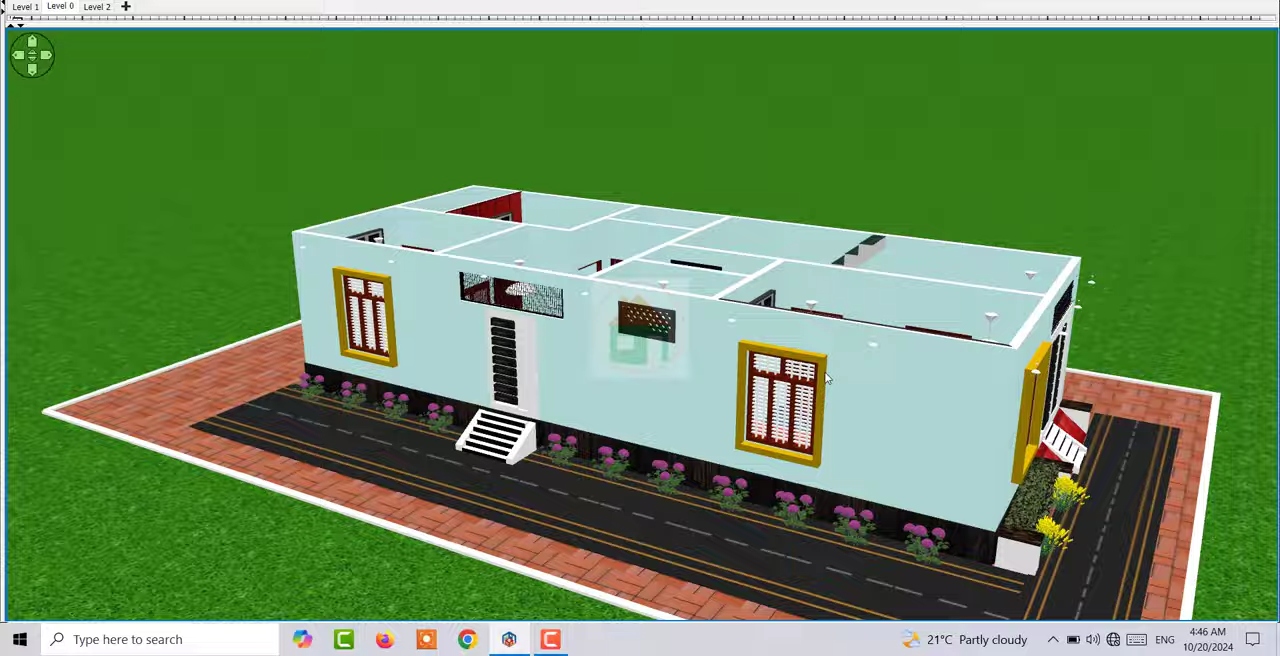 Level 1 Level 0 Level 2
Type here to search
21°C Partly cloudy
ENG
4:46 AM
10/20/2024